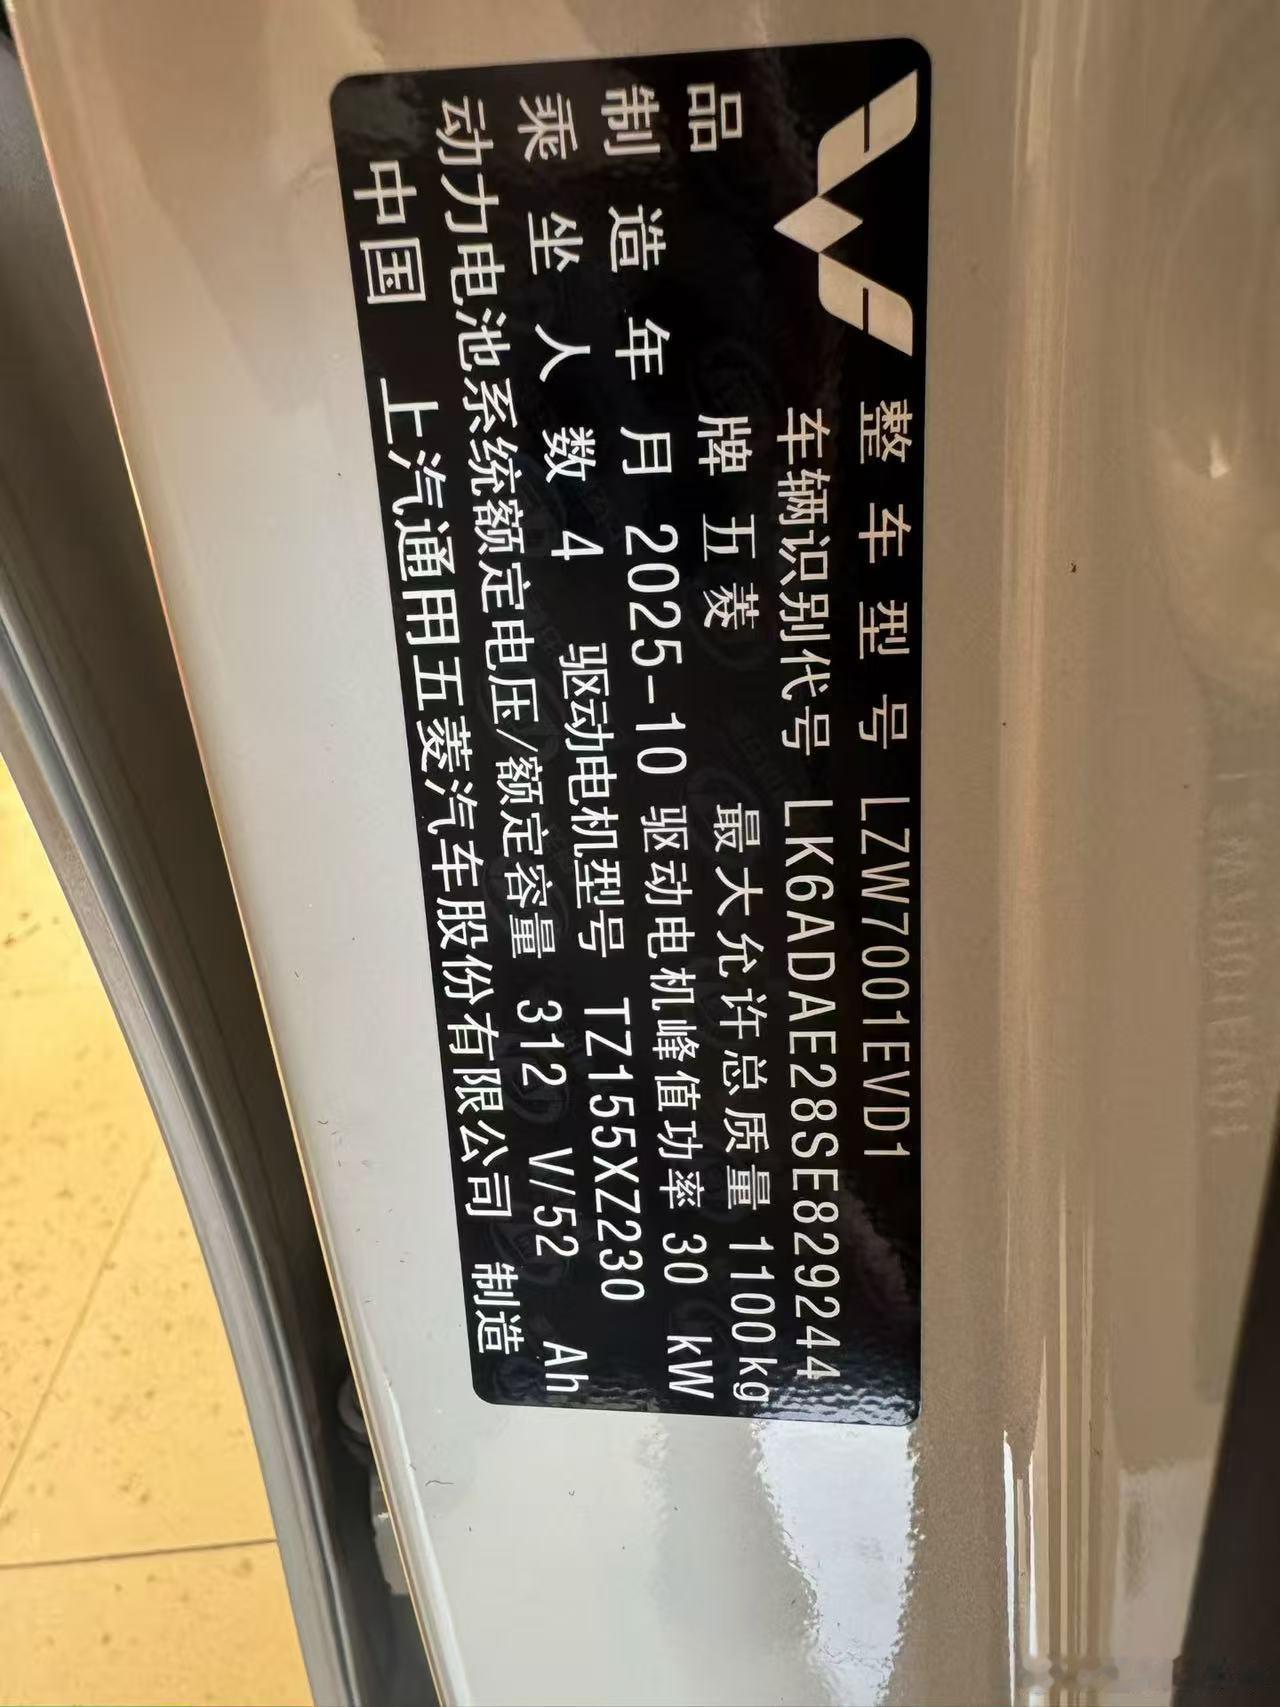 整车型号 LZW7001EVD1
车辆识别代号 LK6ADAE28SE829244
品牌 五菱 最大允许总质量 1100kg
制造年月 2025-10 驱动电机峰值功率 30 kW
乘坐人数 4 驱动电机型号 TZ155XZ230
动力电池系统额定电压/额定容量 312 V/52 Ah
中国 上汽通用五菱汽车股份有限公司 制造